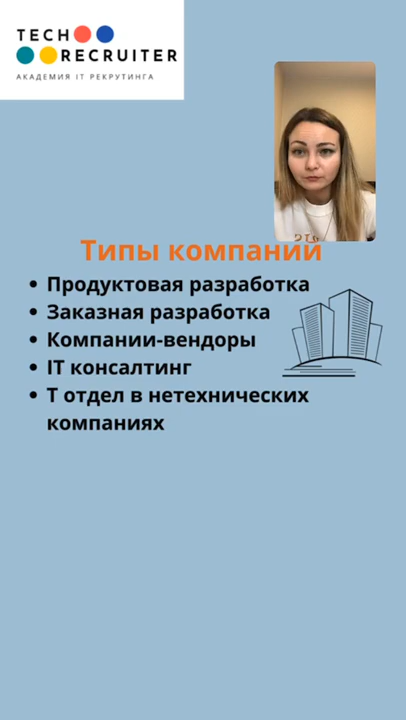 TECH
RECRUITER
АКАДЕМИЯ IT РЕКРУТИНГА
Типы компаний
• Продуктовая разработка
• Заказная разработка
• Компании-вендоры
• IT консалтинг
• Т отдел в нетехнических
компаниях